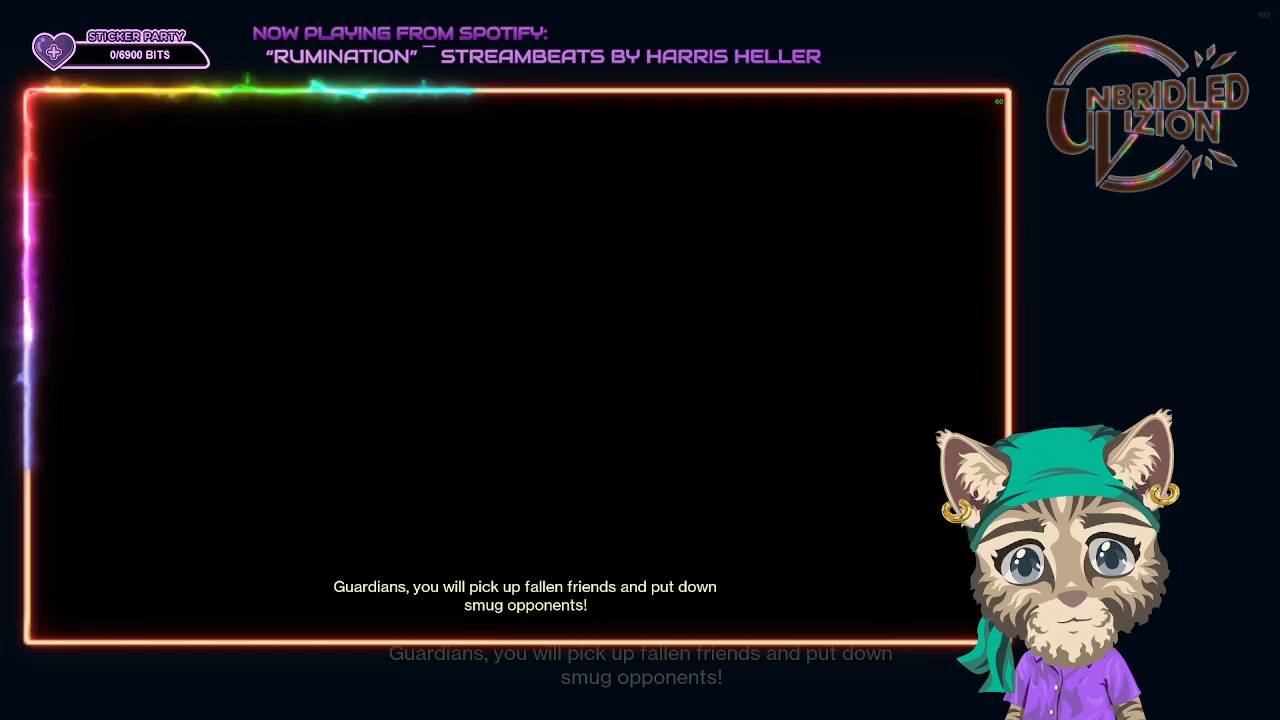 STICKER PARTY
0/6900 BITS
NOW PLAYING FROM SPOTIFY:
“RUMINATION” ¯ STREAMBEATS BY HARRIS HELLER
60
UNBRIDLED
VIZION
60
Guardians, you will pick up fallen friends and put down
smug opponents!
Guardians, you will pick up fallen friends and put down
smug opponents!